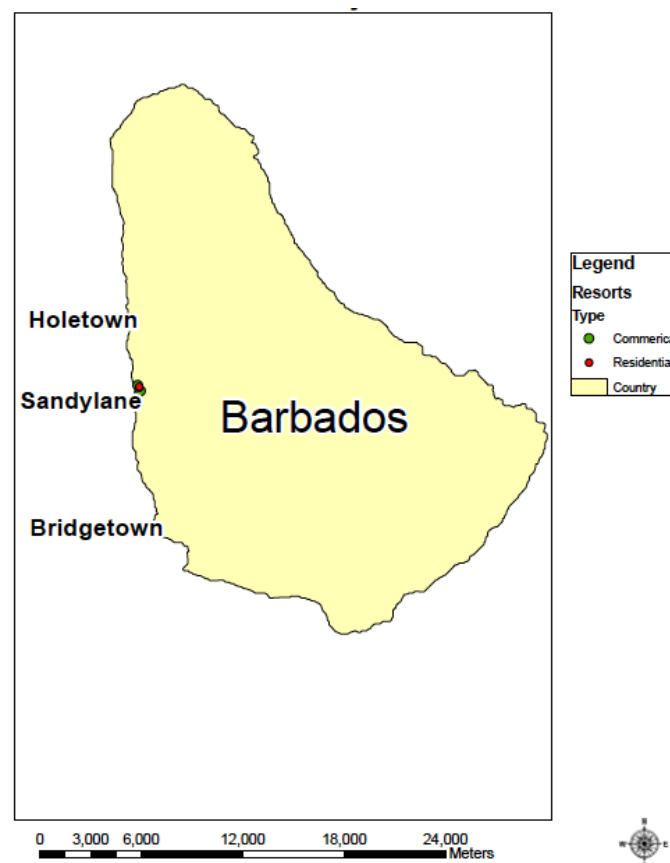 Holetown
Sandylane
Barbados
Bridgetown
Legend
Resorts
Type
Commerica
Residentia
Country
0 3,000 6,000 12,000 18,000 24,000
Meters
N
W E
S